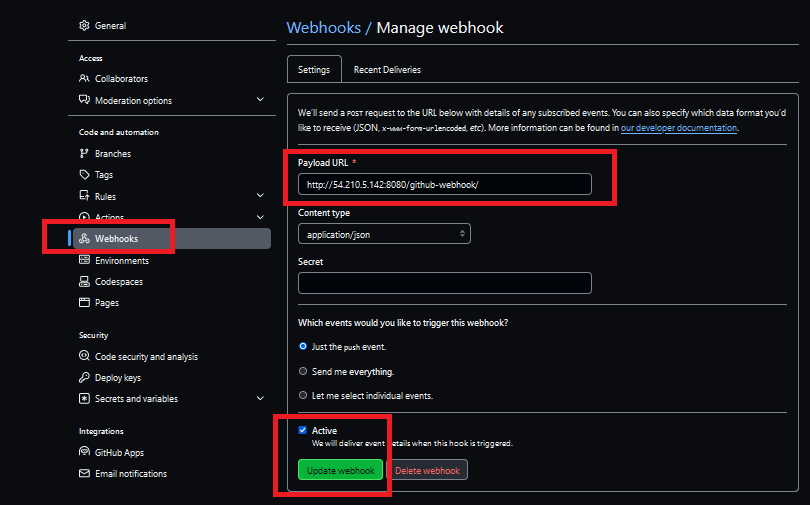 General
Access
Collaborators
Moderation options
Code and automation
Branches
Tags
Rules
Actions
Webhooks
Environments
Codespaces
Pages
Security
Code security and analysis
Deploy keys
Secrets and variables
Integrations
GitHub Apps
Email notifications
Webhooks / Manage webhook
Settings
Recent Deliveries
We'll send a POST request to the URL below with details of any subscribed events. You can also specify which data format you'd
like to receive (JSON, x-www-form-urlencoded, etc). More information can be found in our developer documentation.
Payload URL *
http://54.210.5.142:8080/github-webhook/
Content type
application/json
Secret
Which events would you like to trigger this webhook?
Just the push event.
Send me everything.
Let me select individual events.
Active
We will deliver event details when this hook is triggered.
Update webhook
Delete webhook